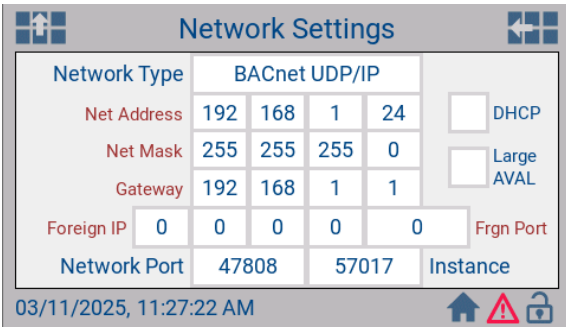 Network Settings
Network Type BACnet UDP/IP
Net Address 192 168 1 24 DHCP
Net Mask 255 255 255 0 Large AVAL
Gateway 192 168 1 1
Foreign IP 0 0 0 0 0 Frgn Port
Network Port 47808 57017 Instance
03/11/2025, 11:27:22 AM